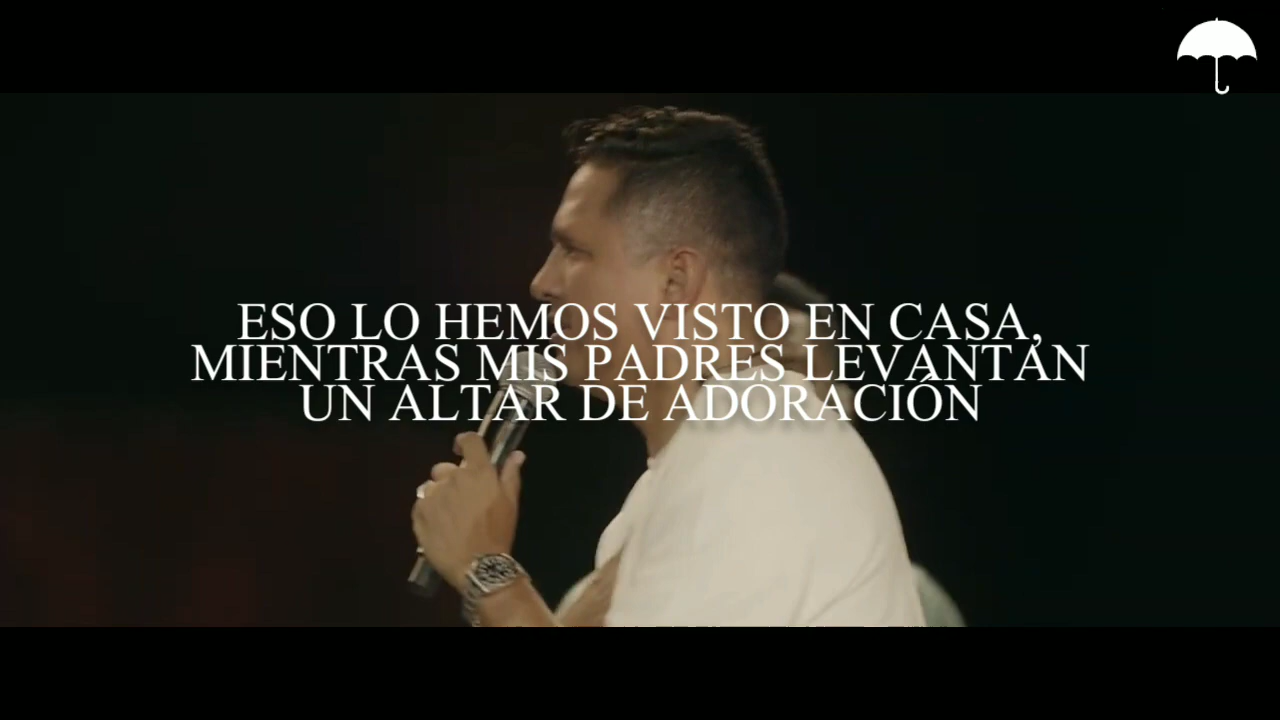 ESO LO HEMOS VISTO EN CASA,
MIENTRAS MIS PADRES LEVANTAN
UN ALTAR DE ADORACIÓN